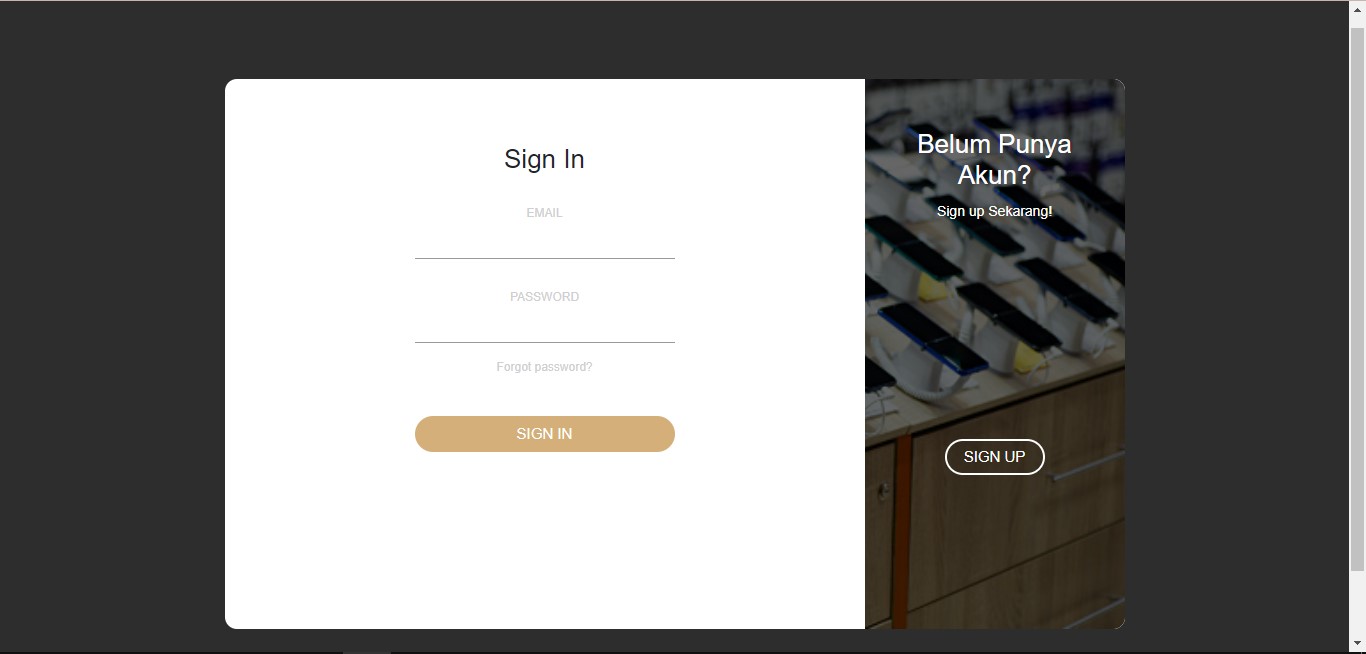 Sign In
EMAIL
PASSWORD
Forgot password?
SIGN IN
Belum Punya
Akun?
Sign up Sekarang!
SIGN UP